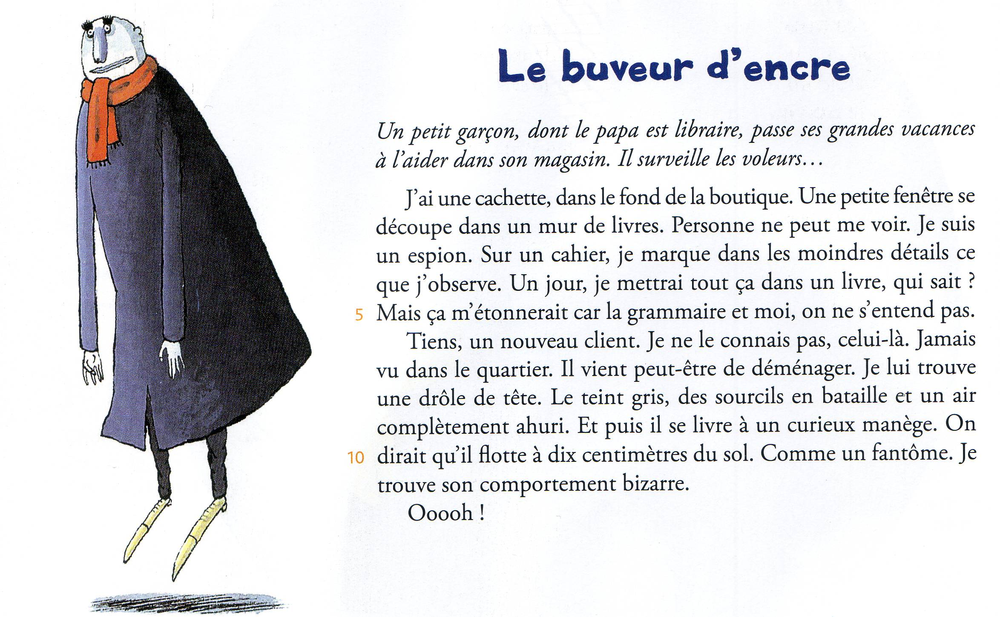 Le buveur d'encre
Un petit garçon, dont le papa est libraire, passe ses grandes vacances
à l'aider dans son magasin. Il surveille les voleurs…
J'ai une cachette, dans le fond de la boutique. Une petite fenêtre se
découpe dans un mur de livres. Personne ne peut me voir. Je suis
un espion. Sur un cahier, je marque dans les moindres détails ce
que j'observe. Un jour, je mettrai tout ça dans un livre, qui sait ?
5 Mais ça m'étonnerait car la grammaire et moi, on ne s'entend pas.
Tiens, un nouveau client. Je ne le connais pas, celui-là. Jamais
vu dans le quartier. Il vient peut-être de déménager. Je lui trouve
une drôle de tête. Le teint gris, des sourcils en bataille et un air
complètement ahuri. Et puis il se livre à un curieux manège. On
10 dirait qu'il flotte à dix centimètres du sol. Comme un fantôme. Je
trouve son comportement bizarre.
Ooooh !